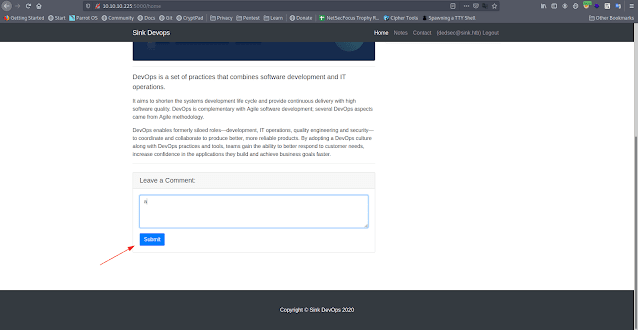 10.10.10.225:5000/home
Getting Started Start Parrot OS Community Docs Git CryptPad Privacy Pentest Learn Donate NetSecFocus Trophy R... Cipher Tools Spawning a TTY Shell Other Bookmarks
Sink Devops Home Notes Contact (dedsec@sink.htb) Logout
DevOps is a set of practices that combines software development and IT
operations.
It aims to shorten the systems development life cycle and provide continuous delivery with high
software quality. DevOps is complementary with Agile software development; several DevOps aspects
came from Agile methodology.
DevOps enables formerly siloed roles—development, IT operations, quality engineering and security—
to coordinate and collaborate to produce better, more reliable products. By adopting a DevOps culture
along with DevOps practices and tools, teams gain the ability to better respond to customer needs,
increase confidence in the applications they build and achieve business goals faster.
Leave a Comment:
Submit
Copyright © Sink DevOps 2020